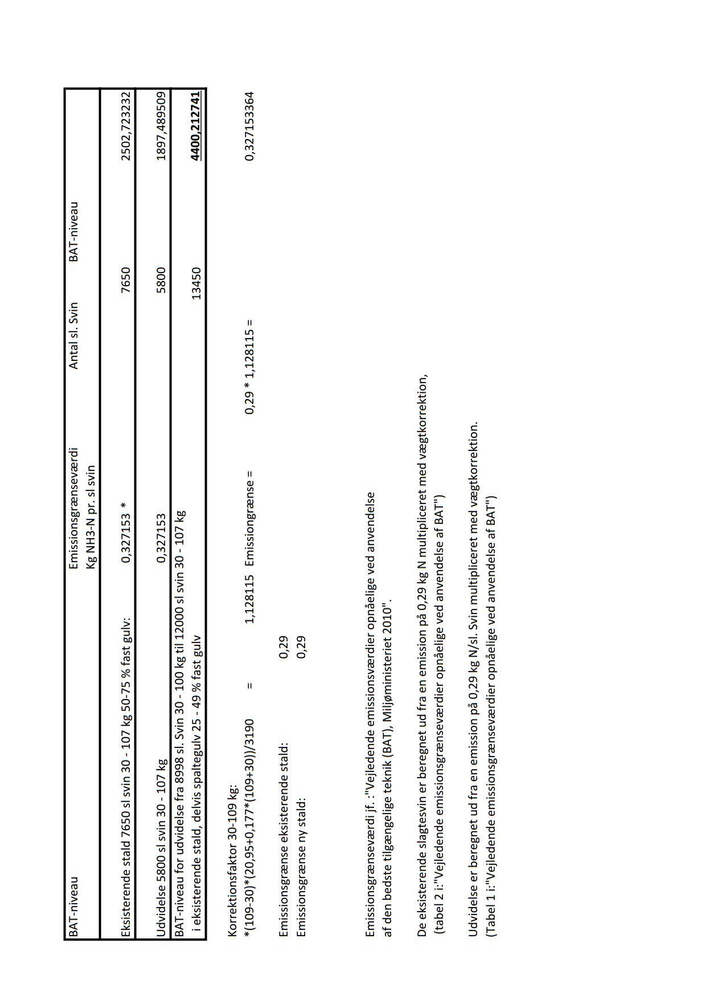 BAT-niveau Emissionsgrænseværdi Antal sl. Svin BAT-niveau
Kg NH3-N pr. sl svin
Eksisterende stald 7650 sl svin 30 - 107 kg 50-75 % fast gulv: 0,327153 * 7650 2502,723232
Udvidelse 5800 sl svin 30 - 107 kg 0,327153 5800 1897,489509
BAT-niveau for udvidelse fra 8998 sl. Svin 30 - 100 kg til 12000 sl svin 30 - 107 kg
i eksisterende stald, delvis spaltegulv 25 - 49 % fast gulv 13450 4400,212741
Korrektionsfaktor 30-109 kg:
*(109-30)*(20,95+0,177*(109+30))/3190 = 1,128115 Emissiongrænse = 0,29 * 1,128115 = 0,327153364
Emissionsgrænse eksisterende stald: 0,29
Emissionsgrænse ny stald: 0,29
Emissionsgrænseværdi jf. :"Vejledende emissionsværdier opnåelige ved anvendelse
af den bedste tilgængelige teknik (BAT), Miljøministeriet 2010".
De eksisterende slagtesvin er beregnet ud fra en emission på 0,29 kg N multipliceret med vægtkorrektion,
(tabel 2 i:"Vejledende emissionsgrænseværdier opnåelige ved anvendelse af BAT")
Udvidelse er beregnet ud fra en emission på 0,29 kg N/sl. Svin multipliceret med vægtkorrektion.
(Tabel 1 i:"Vejledende emissionsgrænseværdier opnåelige ved anvendelse af BAT")